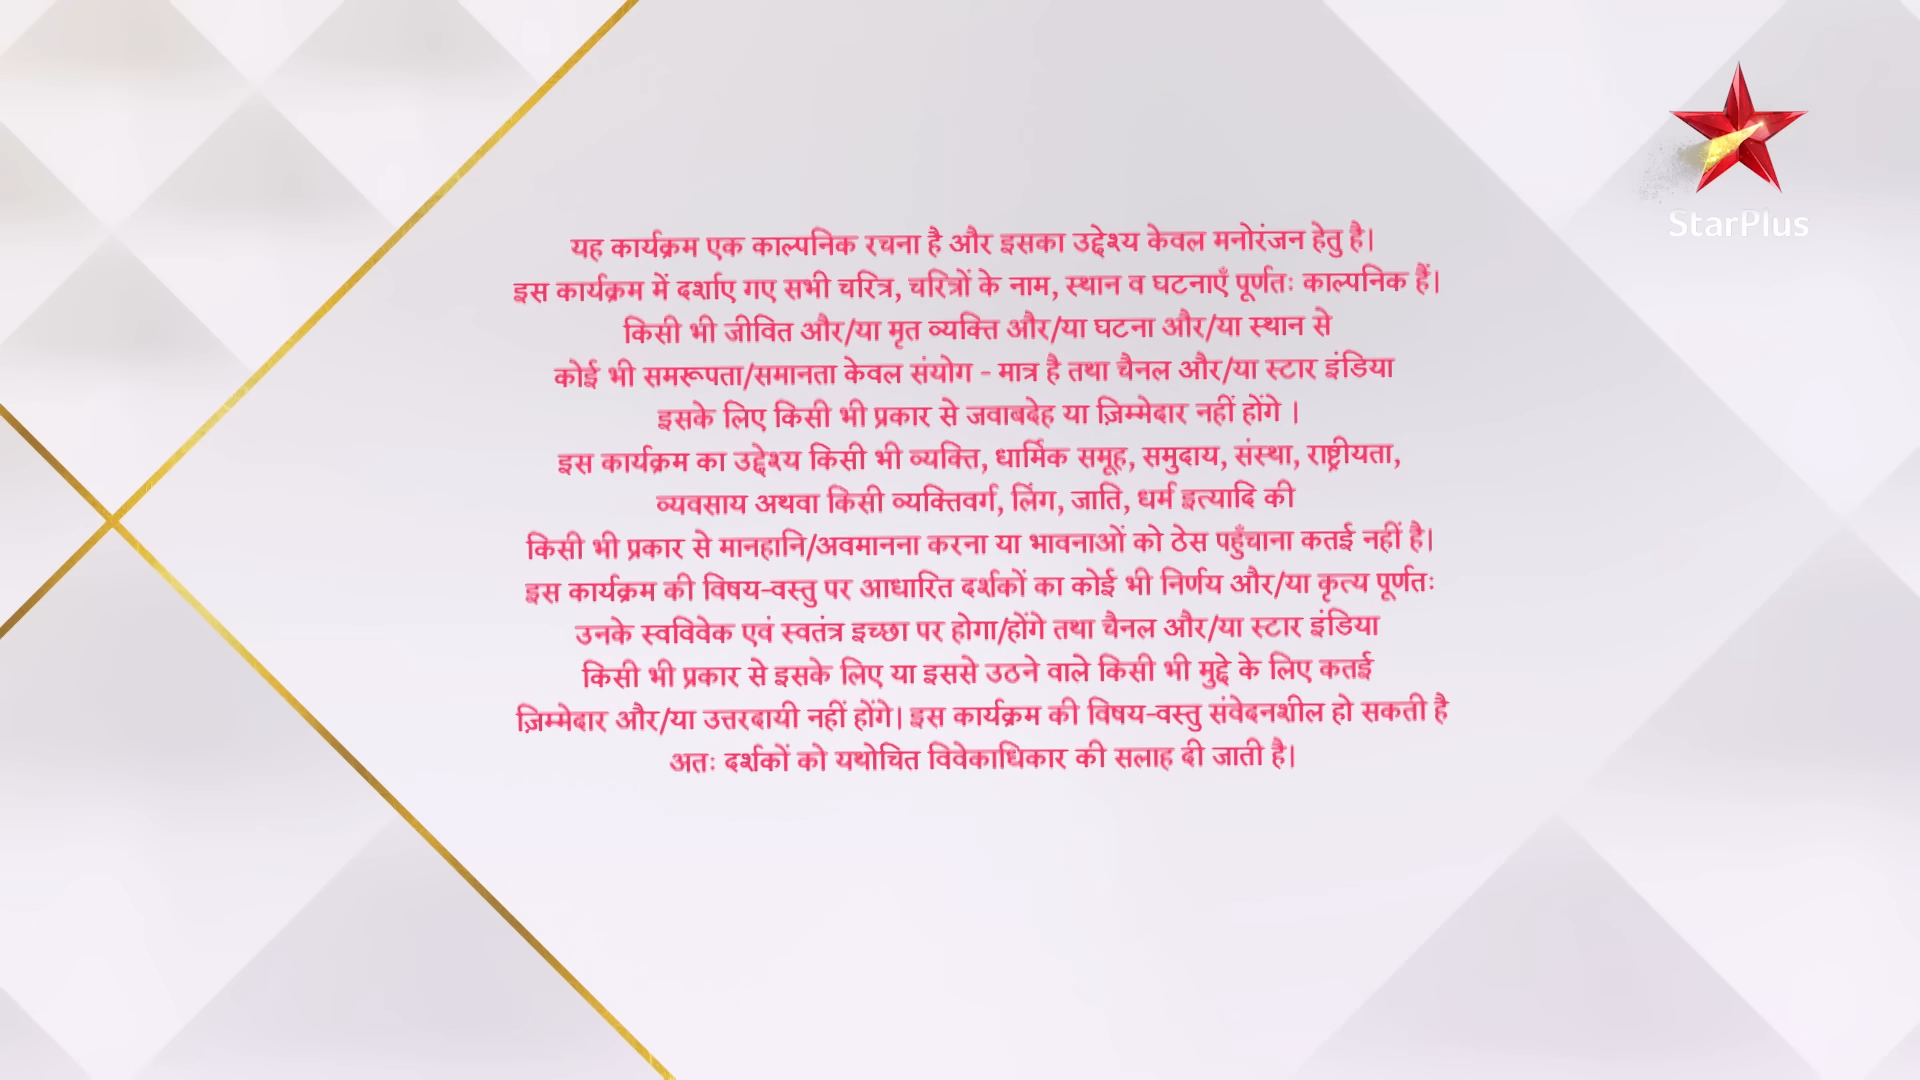 StarPlus
यह कार्यक्रम एक काल्पनिक रचना है और इसका उद्देश्य केवल मनोरंजन हेतु है।
इस कार्यक्रम में दर्शाए गए सभी चरित्र, चरित्रों के नाम, स्थान व घटनाएँ पूर्णतः काल्पनिक हैं।
किसी भी जीवित और/या मृत व्यक्ति और/या घटना और/या स्थान से
कोई भी समरूपता/समानता केवल संयोग - मात्र है तथा चैनल और/या स्टार इंडिया
इसके लिए किसी भी प्रकार से जवाबदेह या ज़िम्मेदार नहीं होंगे ।
इस कार्यक्रम का उद्देश्य किसी भी व्यक्ति, धार्मिक समूह, समुदाय, संस्था, राष्ट्रीयता,
व्यवसाय अथवा किसी व्यक्तिवर्ग, लिंग, जाति, धर्म इत्यादि की
किसी भी प्रकार से मानहानि/अवमानना करना या भावनाओं को ठेस पहुँचाना कतई नहीं है।
इस कार्यक्रम की विषय-वस्तु पर आधारित दर्शकों का कोई भी निर्णय और/या कृत्य पूर्णतः
उनके स्वविवेक एवं स्वतंत्र इच्छा पर होगा/होंगे तथा चैनल और/या स्टार इंडिया
किसी भी प्रकार से इसके लिए या इससे उठने वाले किसी भी मुद्दे के लिए कतई
ज़िम्मेदार और/या उत्तरदायी नहीं होंगे। इस कार्यक्रम की विषय-वस्तु संवेदनशील हो सकती है
अतः दर्शकों को यथोचित विवेकाधिकार की सलाह दी जाती है।